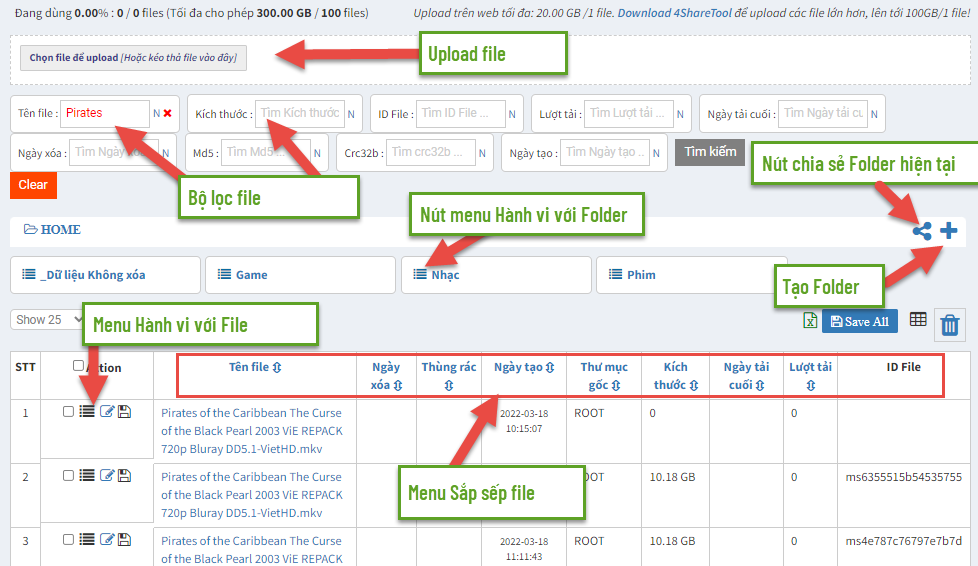 Đang dùng 0.00% : 0 / 0 files (Tối đa cho phép 300.00 GB / 100 files)
Upload trên web tối đa: 20.00 GB /1 file. Download 4ShareTool để upload các file lớn hơn, lên tới 100GB/1 file!
Chọn file để upload [Hoặc kéo thả file vào đây]
Upload file
Tên file : Pirates N
Kích thước : Tìm Kích thước N
ID File : Tìm ID File ... N
Lượt tải : Tìm Lượt tải ... N
Ngày tải cuối : Tìm Ngày tải cu N
Ngày xóa : Tìm Ngày xóa N
Md5 : Tìm Md5 N
Crc32b : Tìm crc32b ... N
Ngày tạo : Tìm Ngày tạo .. N
Tìm kiếm
Clear
Bộ lọc file
Nút chia sẻ Folder hiện tại
Nút menu Hành vi với Folder
HOME
_Dữ liệu Không xóa
Game
Nhạc
Phim
Tạo Folder
Show 25
Menu Hành vi với File
Save All
STT
Action
Tên file
Ngày xóa
Thùng rác
Ngày tạo
Thư mục gốc
Kích thước
Ngày tải cuối
Lượt tải
ID File
1
Pirates of the Caribbean The Curse
of the Black Pearl 2003 ViE REPACK
720p Bluray DD5.1-VietHD.mkv
2022-03-18
10:15:07
ROOT
0
0
Menu Sắp sếp file
2
Pirates of the Caribbean The Curse
of the Black Pearl 2003 ViE REPACK
720p Bluray DD5.1-VietHD.mkv
10.18 GB
0
ms6355515b54535755
3
Pirates of the Caribbean The Curse
of the Black Pearl 2003 ViE REPACK
2022-03-18
11:11:43
ROOT
10.18 GB
0
ms4e787c76797e7b7d